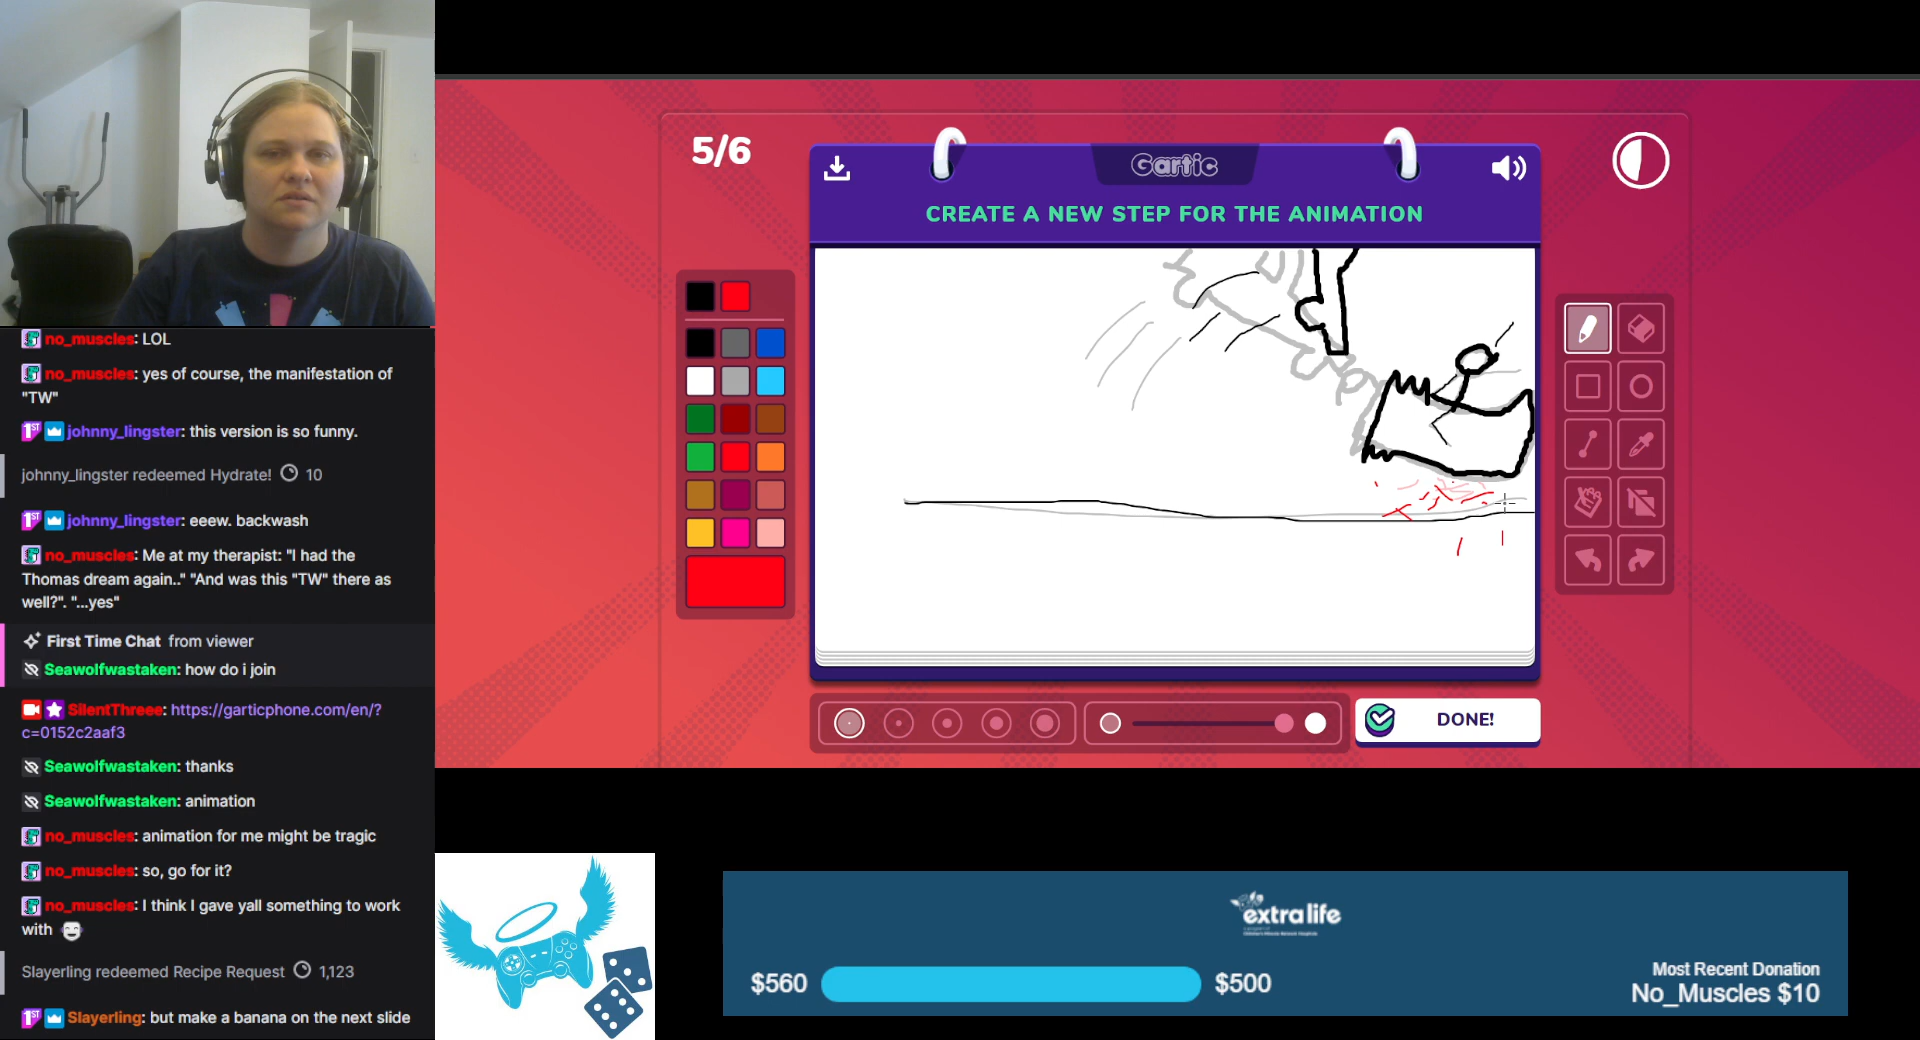 no_muscles: LOL
no_muscles: yes of course, the manifestation of
"TW"
johnny_lingster: this version is so funny.
johnny_lingster redeemed Hydrate! 10
johnny_lingster: eeew. backwash
no_muscles: Me at my therapist: "I had the
Thomas dream again.." "And was this "TW" there as
well?". "...yes"
First Time Chat from viewer
Seawolfwastaken: how do i join
SilentThreee: https://garticphone.com/en/?
c=0152c2aaf3
Seawolfwastaken: thanks
Seawolfwastaken: animation
no_muscles: animation for me might be tragic
no_muscles: so, go for it?
no_muscles: I think I gave yall something to work
with
Slayerling redeemed Recipe Request 1,123
1ST Slayerling: but make a banana on the next slide
5/6
Gartic
CREATE A NEW STEP FOR THE ANIMATION
DONE!
extralife
$560
$500
Most Recent Donation
No_Muscles $10